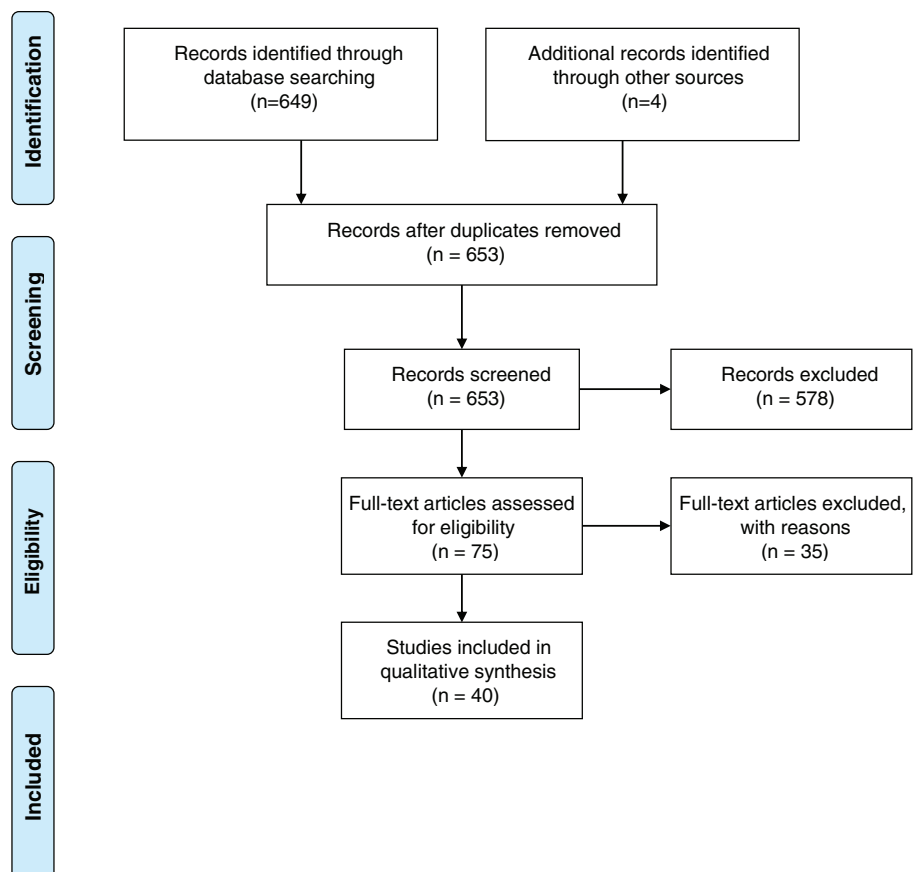 Identification
Records identified through
database searching
(n=649)
Additional records identified
through other sources
(n=4)
Records after duplicates removed
(n = 653)
Screening
Records screened
(n = 653)
Records excluded
(n = 578)
Eligibility
Full-text articles assessed
for eligibility
(n = 75)
Full-text articles excluded,
with reasons
(n = 35)
Studies included in
qualitative synthesis
(n = 40)
Included